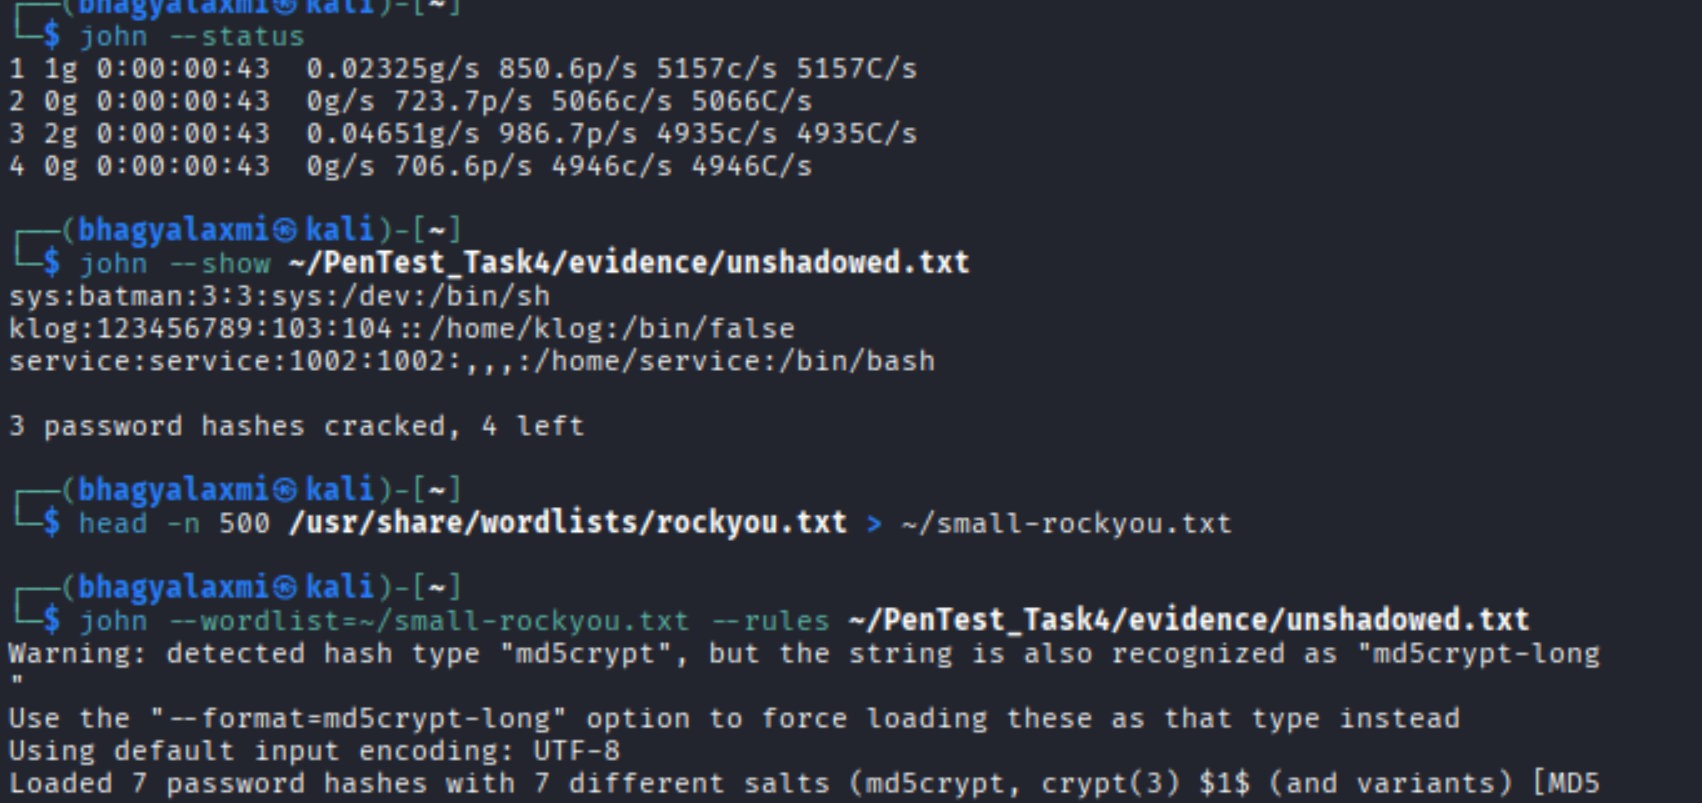 ┌──(bhagyalaxmi㉿kali)-[~]
└─$ john --status
1 1g 0:00:00:43  0.02325g/s 850.6p/s 5157c/s 5157C/s
2 0g 0:00:00:43  0g/s 723.7p/s 5066c/s 5066C/s
3 2g 0:00:00:43  0.04651g/s 986.7p/s 4935c/s 4935C/s
4 0g 0:00:00:43  0g/s 706.6p/s 4946c/s 4946C/s
┌──(bhagyalaxmi㉿kali)-[~]
└─$ john --show ~/PenTest_Task4/evidence/unshadowed.txt
sys:batman:3:3:sys:/dev:/bin/sh
klog:123456789:103:104::/home/klog:/bin/false
service:service:1002:1002:,,,:/home/service:/bin/bash
3 password hashes cracked, 4 left
┌──(bhagyalaxmi㉿kali)-[~]
└─$ head -n 500 /usr/share/wordlists/rockyou.txt > ~/small-rockyou.txt
┌──(bhagyalaxmi㉿kali)-[~]
└─$ john --wordlist=~/small-rockyou.txt --rules ~/PenTest_Task4/evidence/unshadowed.txt
Warning: detected hash type "md5crypt", but the string is also recognized as "md5crypt-long
"
Use the "--format=md5crypt-long" option to force loading these as that type instead
Using default input encoding: UTF-8
Loaded 7 password hashes with 7 different salts (md5crypt, crypt(3) $1$ (and variants) [MD5